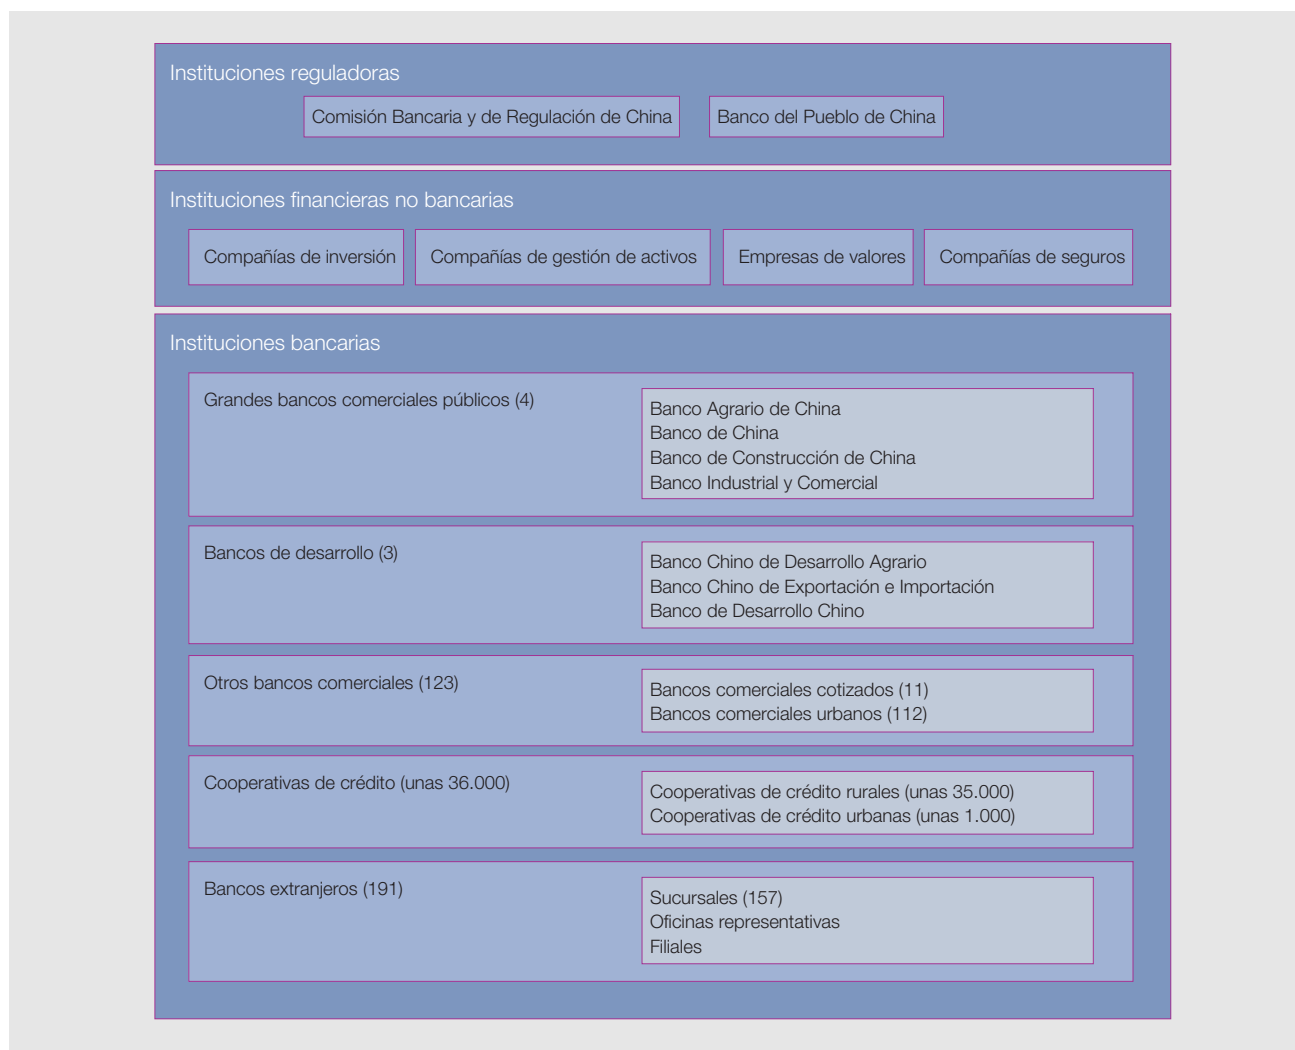 Instituciones reguladoras
Comisión Bancaria y de Regulación de China
Banco del Pueblo de China
Instituciones financieras no bancarias
Compañías de inversión
Compañías de gestión de activos
Empresas de valores
Compañías de seguros
Instituciones bancarias
Grandes bancos comerciales públicos (4)
Banco Agrario de China
Banco de China
Banco de Construcción de China
Banco Industrial y Comercial
Bancos de desarrollo (3)
Banco Chino de Desarrollo Agrario
Banco Chino de Exportación e Importación
Banco de Desarrollo Chino
Otros bancos comerciales (123)
Bancos comerciales cotizados (11)
Bancos comerciales urbanos (112)
Cooperativas de crédito (unas 36.000)
Cooperativas de crédito rurales (unas 35.000)
Cooperativas de crédito urbanas (unas 1.000)
Bancos extranjeros (191)
Sucursales (157)
Oficinas representativas
Filiales